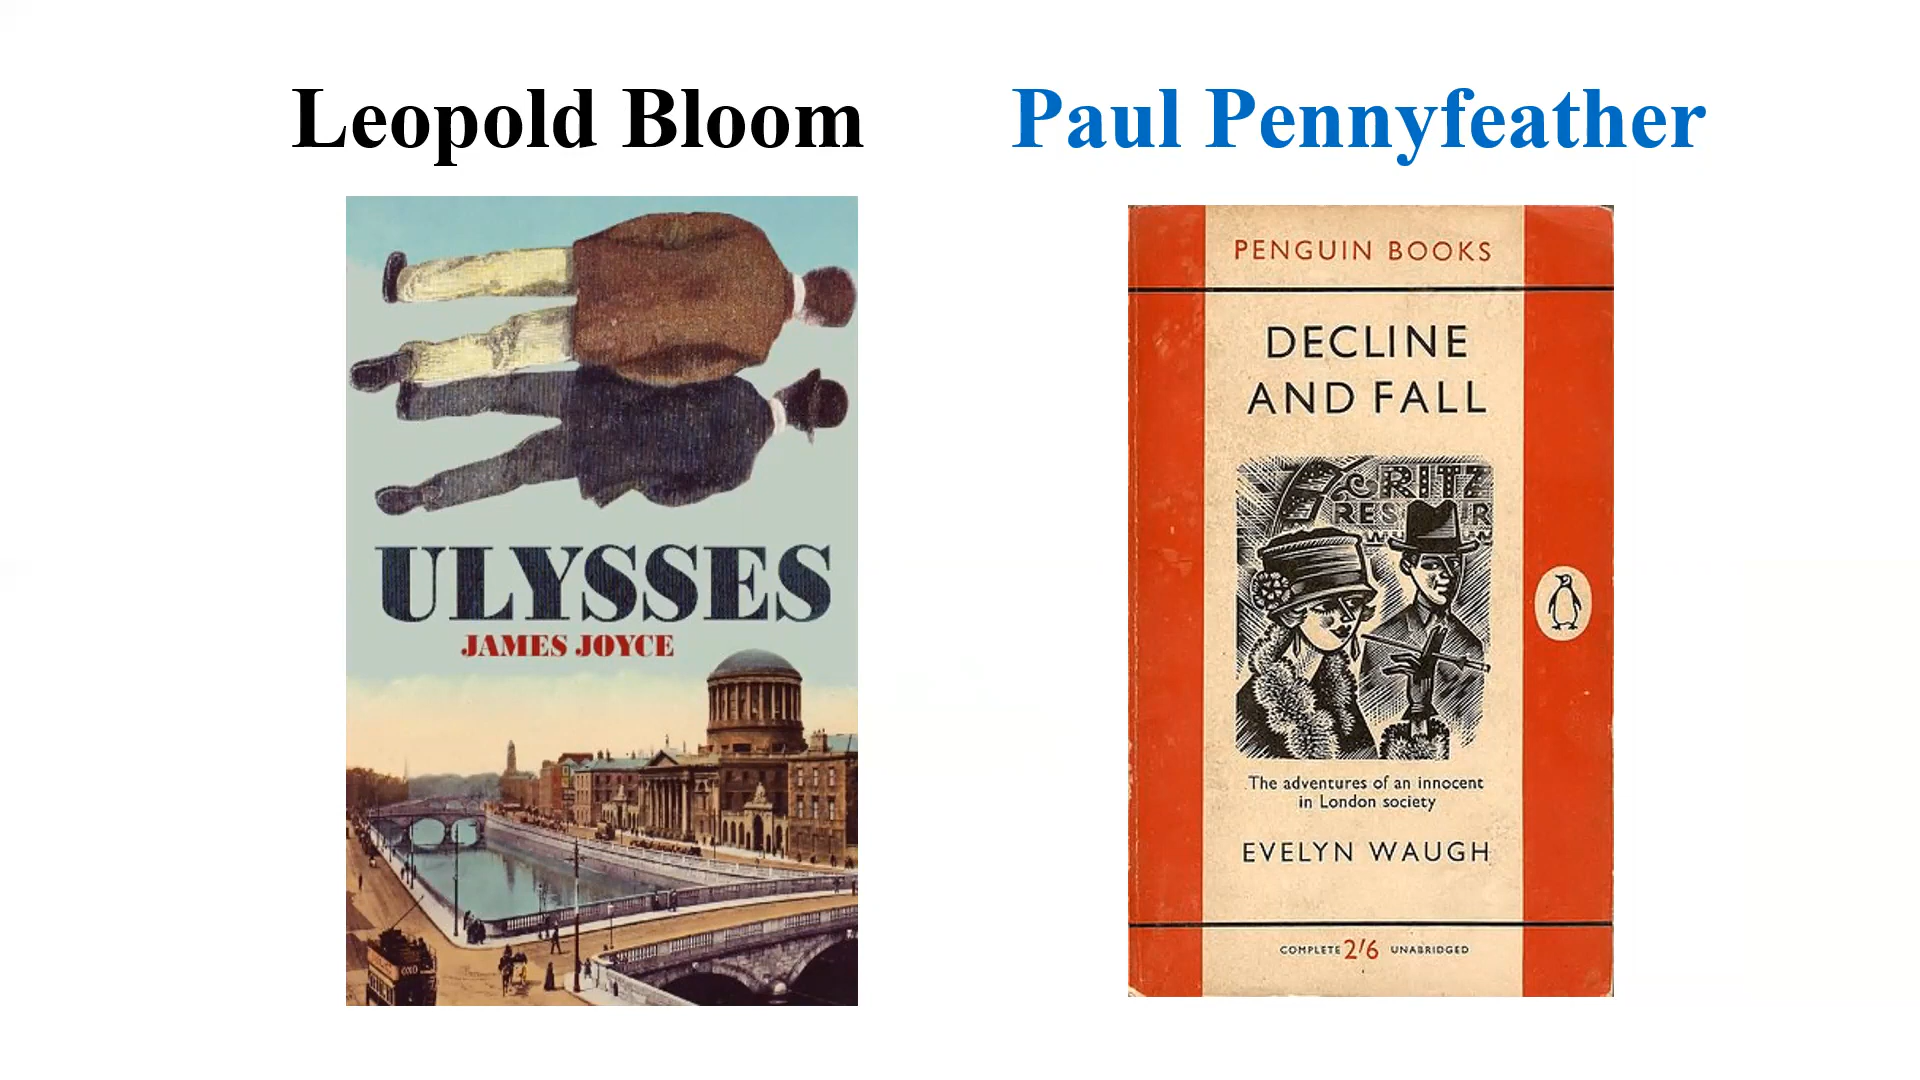 Leopold Bloom
Paul Pennyfeather
ULYSSES
JAMES JOYCE
OXO
PENGUIN BOOKS
DECLINE
AND FALL
RITZ
The adventures of an innocent
in London society
EVELYN WAUGH
COMPLETE 2/6 UNABRIDGED